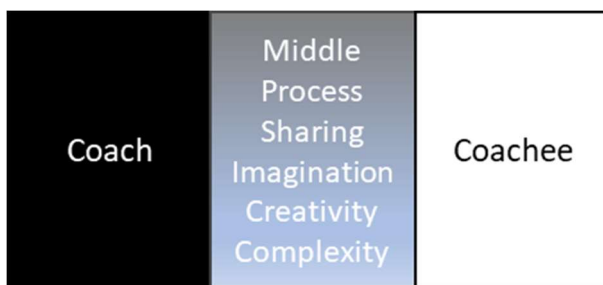 Coach
Middle
Process
Sharing
Imagination
Creativity
Complexity
Coachee